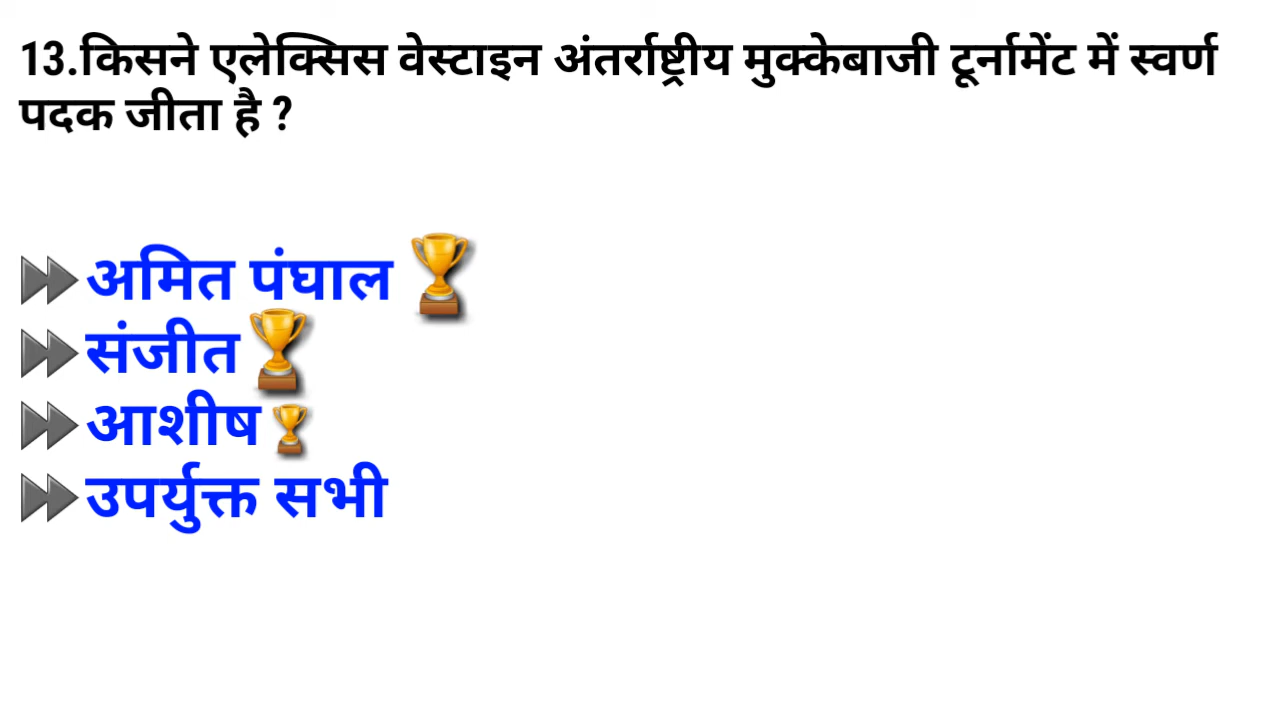 13.किसने एलेक्सिस वेस्टाइन अंतर्राष्ट्रीय मुक्केबाजी टूर्नामेंट में स्वर्ण
पदक जीता है ?
अमित पंघाल
संजीत
आशीष
उपर्युक्त सभी